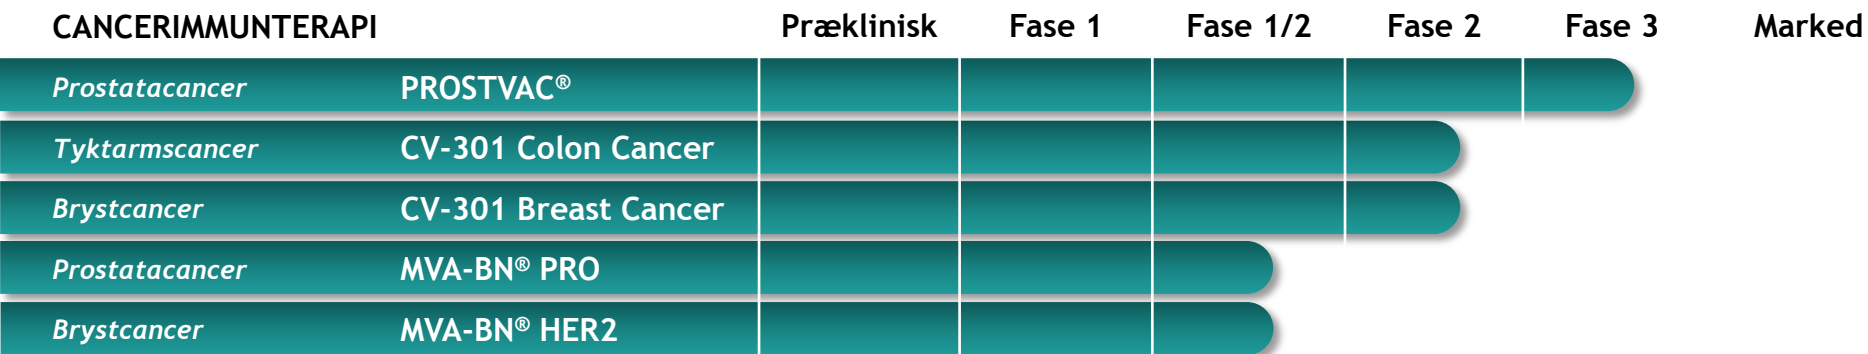 CANCERIMMUNTERAPI Præklinisk Fase 1 Fase 1/2 Fase 2 Fase 3 Marked
Prostatacancer PROSTVAC®
Tyktarmscancer CV-301 Colon Cancer
Brystcancer CV-301 Breast Cancer
Prostatacancer MVA-BN® PRO
Brystcancer MVA-BN® HER2